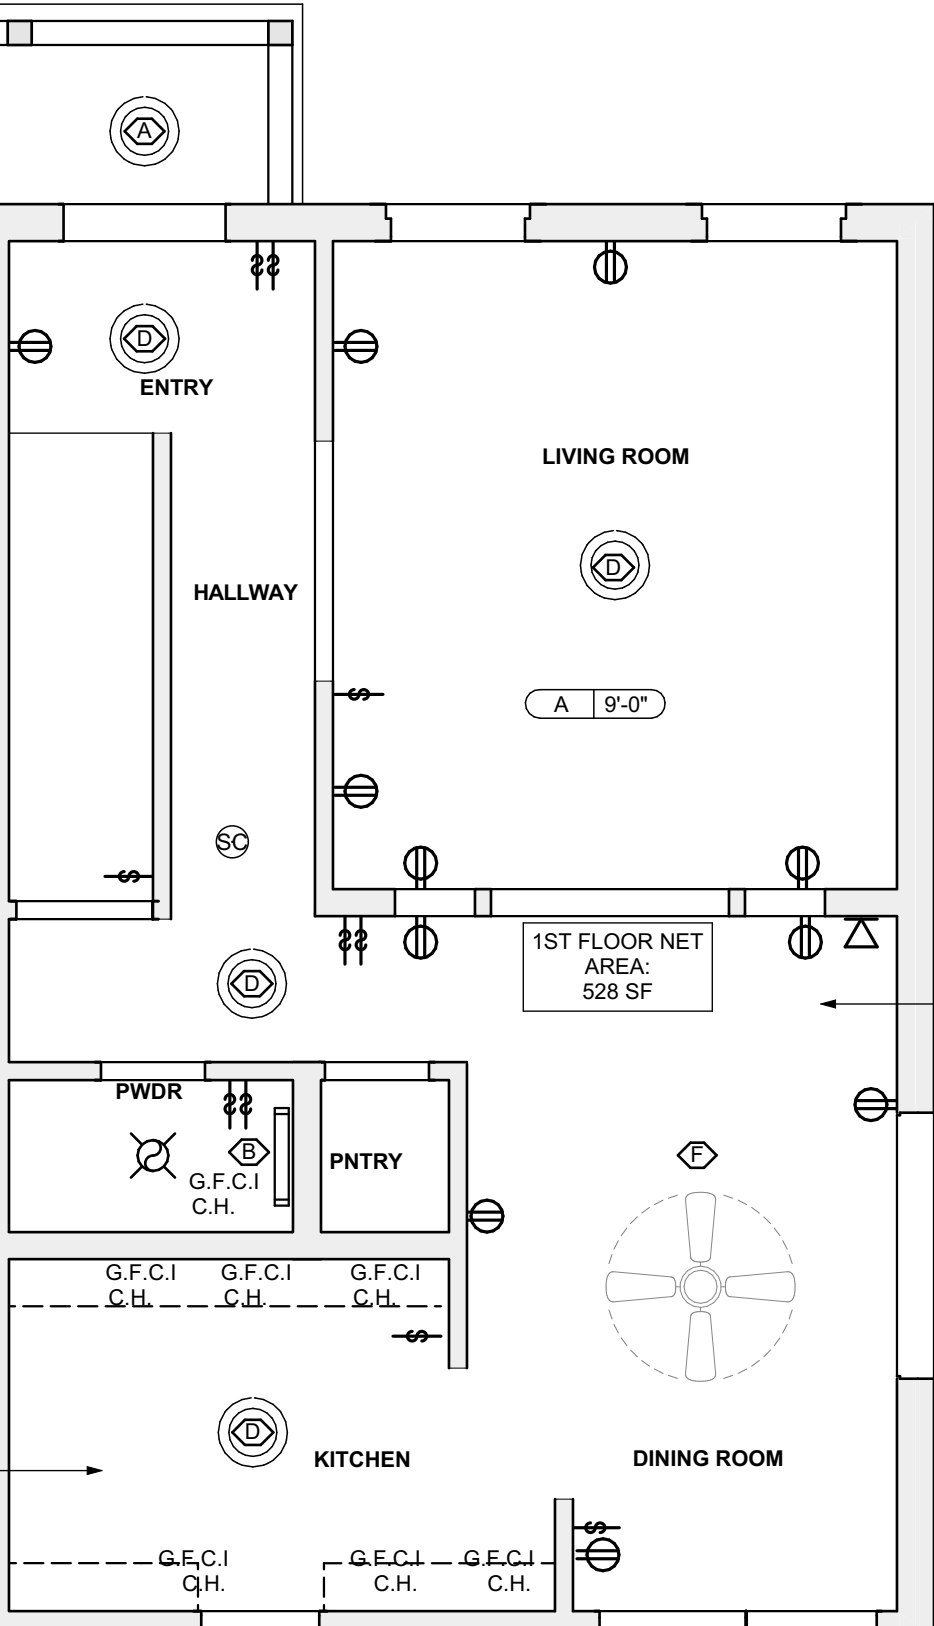 A
$$
D
ENTRY
LIVING ROOM
D
HALLWAY
$
A 9'-0"
SC
$
$$
1ST FLOOR NET
AREA:
528 SF
D
PWDR
$$
B
G.F.C.I
C.H.
PNTRY
F
G.F.C.I G.F.C.I G.F.C.I
C.H. C.H. C.H.
$
D
KITCHEN
DINING ROOM
$
G.F.C.I G.F.C.I G.F.C.I
C.H. C.H. C.H.